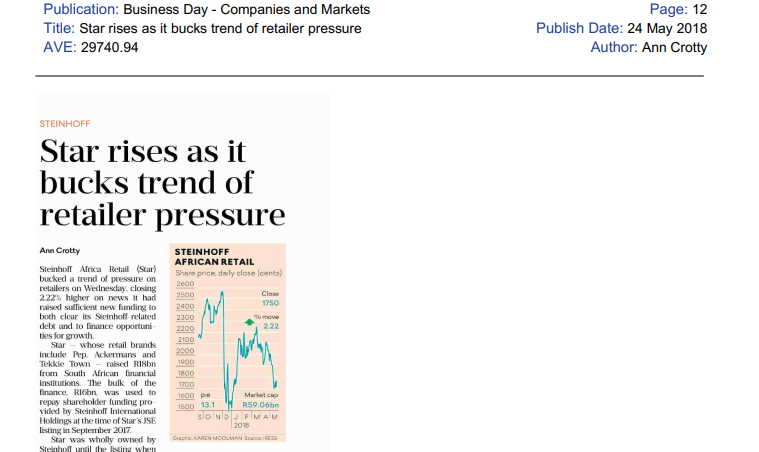 Publication: Business Day - Companies and Markets
Page: 12
Title: Star rises as it bucks trend of retailer pressure
Publish Date: 24 May 2018
AVE: 29740.94
Author: Ann Crotty
STEINHOFF
Star rises as it
bucks trend of
retailer pressure
Ann Crotty
Steinhoff Africa Retail (Star)
bucked a trend of pressure on
retailers on Wednesday, closing
2.22% higher on news it had
raised sufficient new funding to
both clear its Steinhoff-related
debt and to finance opportuni-
ties for growth.
Star — whose retail brands
include Pep, Ackermans and
Tekkie Town — raised R18bn
from South African financial
institutions. The bulk of the
finance, R16bn, was used to
repay shareholder funding pro-
vided by Steinhoff International
Holdings at the time of Star's JSE
listing in September 2017.
Star was wholly owned by
Steinhoff until the listing when
STEINHOFF
AFRICAN RETAIL
Share price, daily close (cents)
2600
2500
2400
2300
2200
2100
2000
1900
1800
1700
1600
1500
Close
1750
% move
2.22
p:e
13.1
Market cap
R59.06bn
S O N D J F M A M
2018
Graphic: KAREN MOOLMAN Source: IRESS